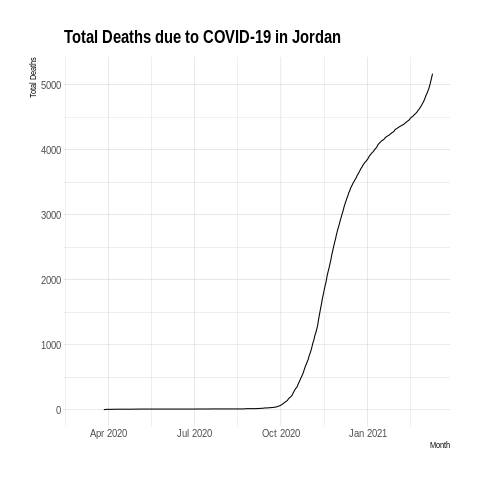 Total Deaths due to COVID-19 in Jordan
Total Deaths
5000
4000
3000
2000
1000
0
Apr 2020 Jul 2020 Oct 2020 Jan 2021
Month